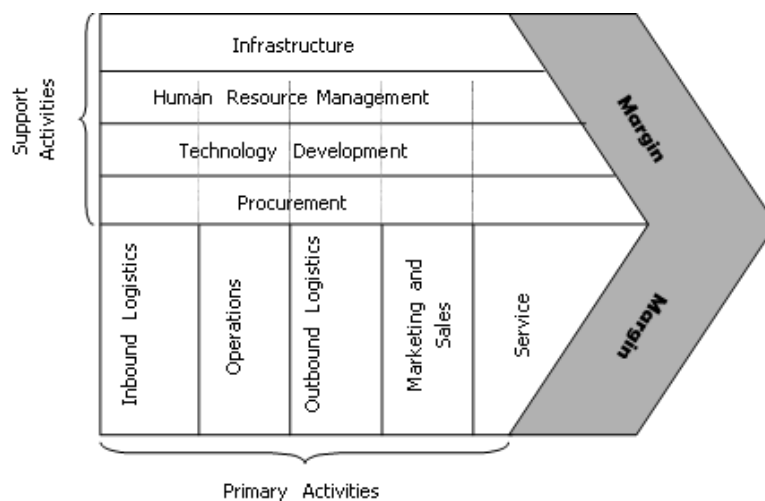 Infrastructure
Human Resource Management
Technology Development
Procurement
Support
Activities
Margin
Inbound Logistics
Operations
Outbound Logistics
Marketing and
Sales
Service
Margin
Primary Activities